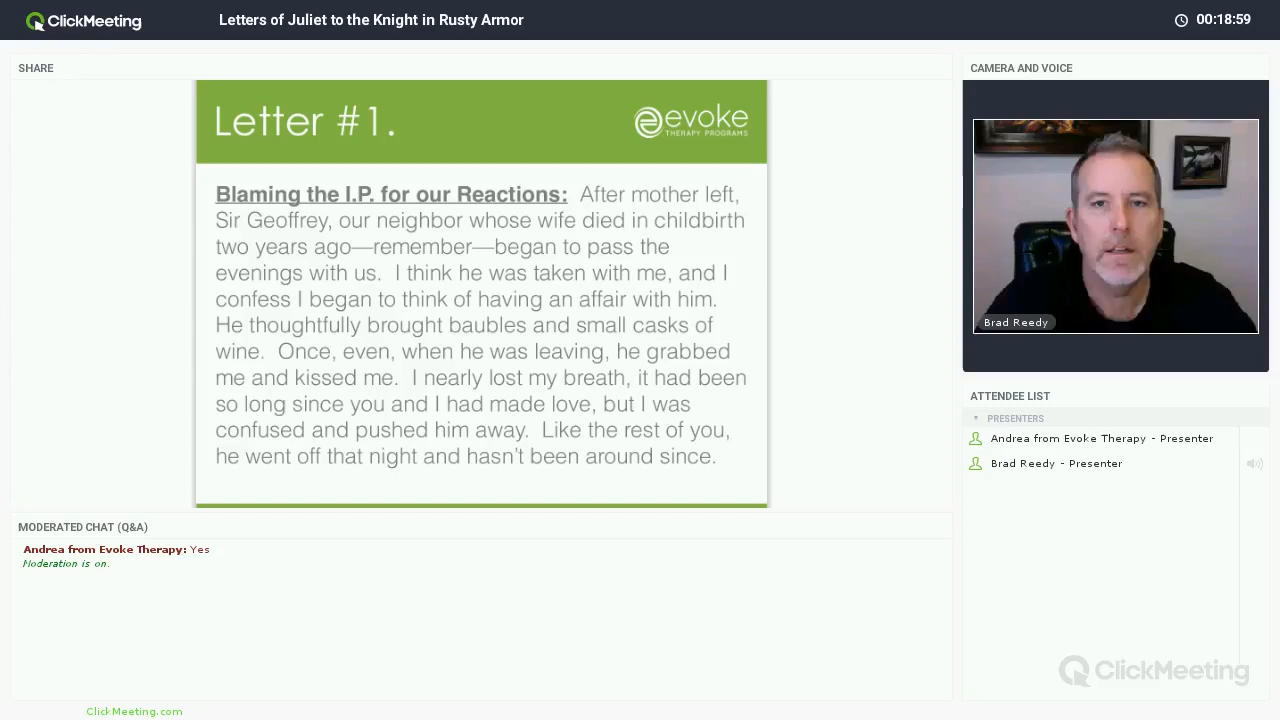 ClickMeeting
Letters of Juliet to the Knight in Rusty Armor
00:18:59
SHARE
Letter #1.
evoke
THERAPY PROGRAMS
Blaming the I.P. for our Reactions: After mother left,
Sir Geoffrey, our neighbor whose wife died in childbirth
two years ago—remember—began to pass the
evenings with us. I think he was taken with me, and I
confess I began to think of having an affair with him.
He thoughtfully brought baubles and small casks of
wine. Once, even, when he was leaving, he grabbed
me and kissed me. I nearly lost my breath, it had been
so long since you and I had made love, but I was
confused and pushed him away. Like the rest of you,
he went off that night and hasn't been around since.
MODERATED CHAT (Q&A)
Andrea from Evoke Therapy: Yes
Moderation is on.
CAMERA AND VOICE
Brad Reedy
ATTENDEE LIST
PRESENTERS
Andrea from Evoke Therapy - Presenter
Brad Reedy - Presenter
ClickMeeting
ClickMeeting.com